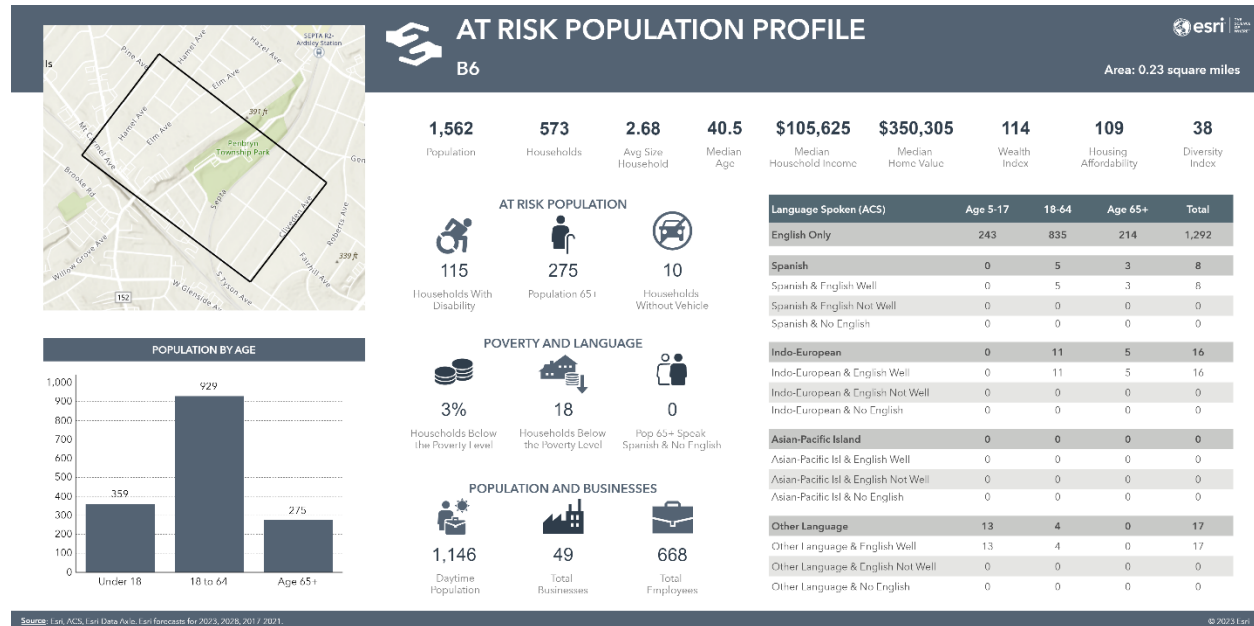 AT RISK POPULATION PROFILE
B6
esri
THE
SCIENCE
OF
WHERE
Area: 0.23 square miles
SEPTA R2-
Ardsley Station
ls
Pine Ave
Hamel Ave
Hazel Ave
Elm Ave
391 ft
Hamel Ave
Elm Ave
Penbryn
Township Park
Mt Carmel Ave
Brooke Rd
Septa
Cliveden Ave
Roberts Ave
339 ft
Willow Grove Ave
Fairhill Ave
S Tyson Ave
W Glenside Ave
152
1,562
Population
573
Households
2.68
Avg Size
Household
40.5
Median
Age
$105,625
Median
Household Income
$350,305
Median
Home Value
114
Wealth
Index
109
Housing
Affordability
38
Diversity
Index
AT RISK POPULATION
115
Households With
Disability
275
Population 65+
10
Households
Without Vehicle
POVERTY AND LANGUAGE
3%
Households Below
the Poverty Level
18
Households Below
the Poverty Level
0
Pop 65+ Speak
Spanish & No English
POPULATION AND BUSINESSES
1,146
Daytime
Population
49
Total
Businesses
668
Total
Employees
POPULATION BY AGE
1,000
900
800
700
600
500
400
300
200
100
0
359
929
275
Under 18
18 to 64
Age 65+
Language Spoken (ACS) Age 5-17 18-64 Age 65+ Total
English Only 243 835 214 1,292
Spanish 0 5 3 8
Spanish & English Well 0 5 3 8
Spanish & English Not Well 0 0 0 0
Spanish & No English 0 0 0 0
Indo-European 0 11 5 16
Indo-European & English Well 0 11 5 16
Indo-European & English Not Well 0 0 0 0
Indo-European & No English 0 0 0 0
Asian-Pacific Island 0 0 0 0
Asian-Pacific Isl & English Well 0 0 0 0
Asian-Pacific Isl & English Not Well 0 0 0 0
Asian-Pacific Isl & No English 0 0 0 0
Other Language 13 4 0 17
Other Language & English Well 13 4 0 17
Other Language & English Not Well 0 0 0 0
Other Language & No English 0 0 0 0
Source: Esri, ACS, Esri-Data Axle. Esri forecasts for 2023, 2028, 2017-2021.
© 2023 Esri